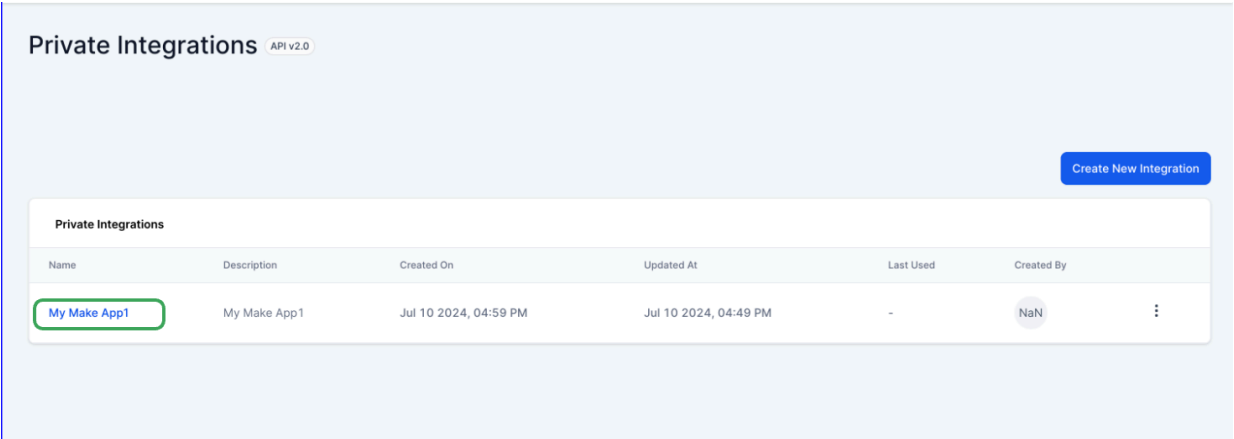 Private Integrations API v2.0
Create New Integration
Private Integrations
Name Description Created On Updated At Last Used Created By
My Make App1 My Make App1 Jul 10 2024, 04:59 PM Jul 10 2024, 04:49 PM - NaN